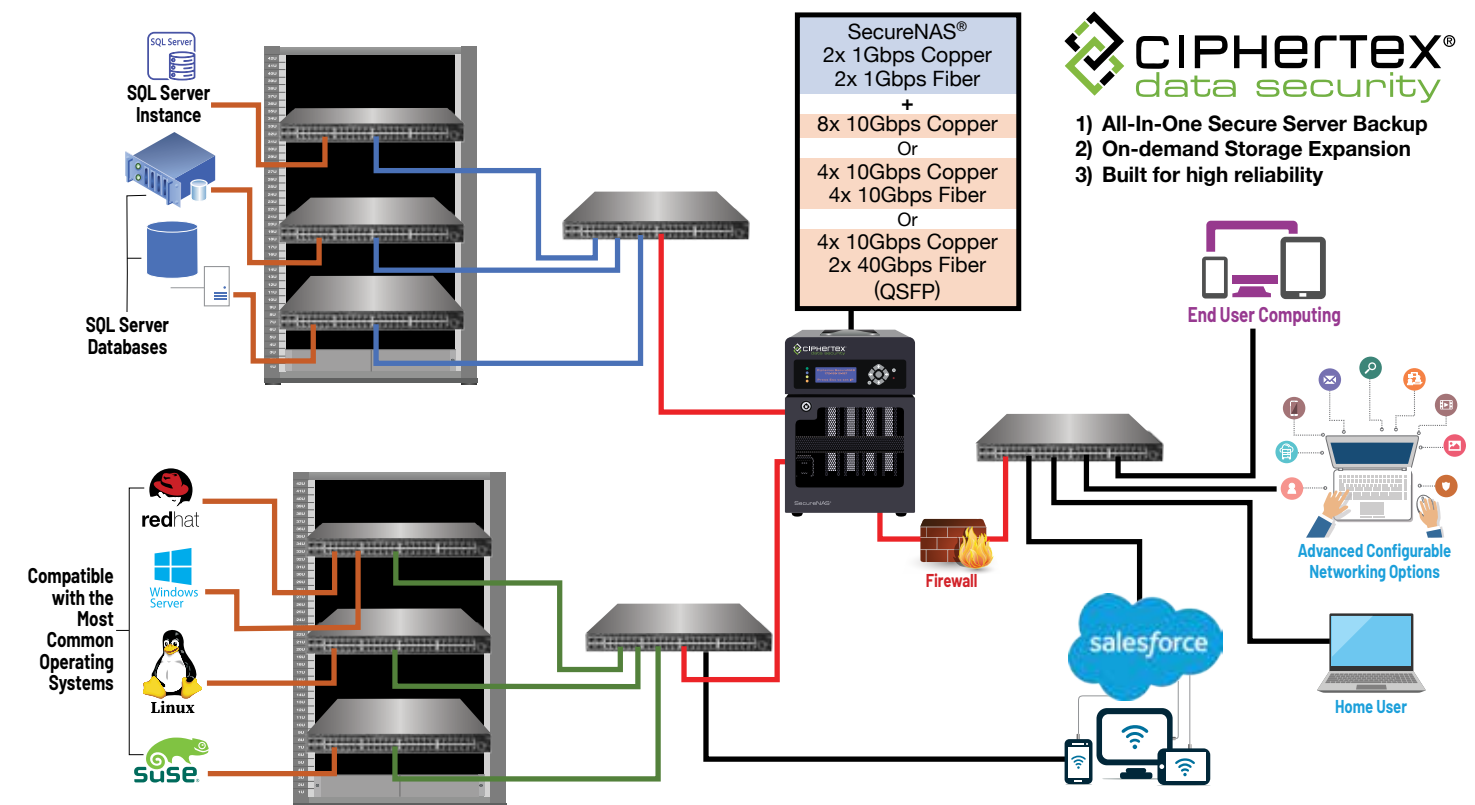 SQL Server
SQL Server
Instance
SQL Server
Databases
SecureNAS®
2x 1Gbps Copper
2x 1Gbps Fiber
+
8x 10Gbps Copper
Or
4x 10Gbps Copper
4x 10Gbps Fiber
Or
4x 10Gbps Copper
2x 40Gbps Fiber
(QSFP)
CIPHERTEX®
data security
1) All-In-One Secure Server Backup
2) On-demand Storage Expansion
3) Built for high reliability
End User Computing
CIPHERTEX
data security
SecureNAS®
Firewall
Advanced Configurable
Networking Options
salesforce
Home User
Compatible
with the
Most
Common
Operating
Systems
redhat
Windows
Server
Linux
SUSE